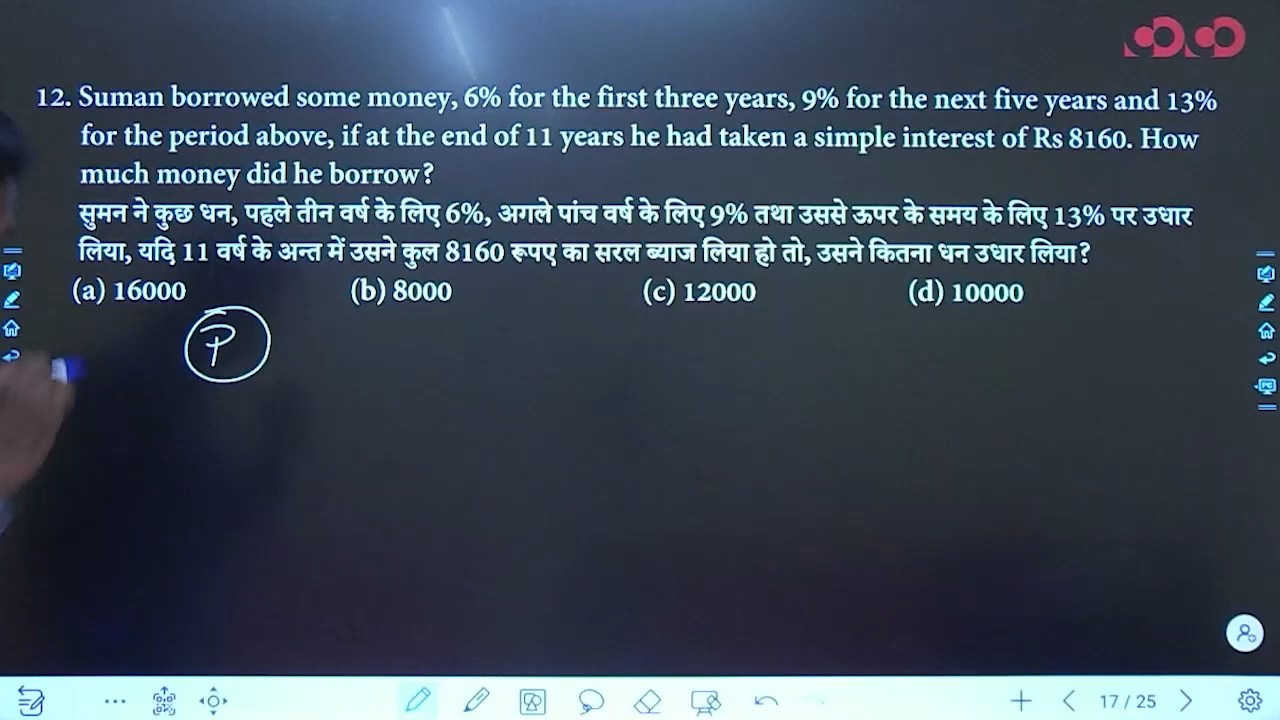 12. Suman borrowed some money, 6% for the first three years, 9% for the next five years and 13%
for the period above, if at the end of 11 years he had taken a simple interest of Rs 8160. How
much money did he borrow?
सुमन ने कुछ धन, पहले तीन वर्ष के लिए 6%, अगले पांच वर्ष के लिए 9% तथा उससे ऊपर के समय के लिए 13% पर उधार
लिया, यदि 11 वर्ष के अन्त में उसने कुल 8160 रूपए का सरल ब्याज लिया हो तो, उसने कितना धन उधार लिया?
(a) 16000 (b) 8000 (c) 12000 (d) 10000
P
17 / 25